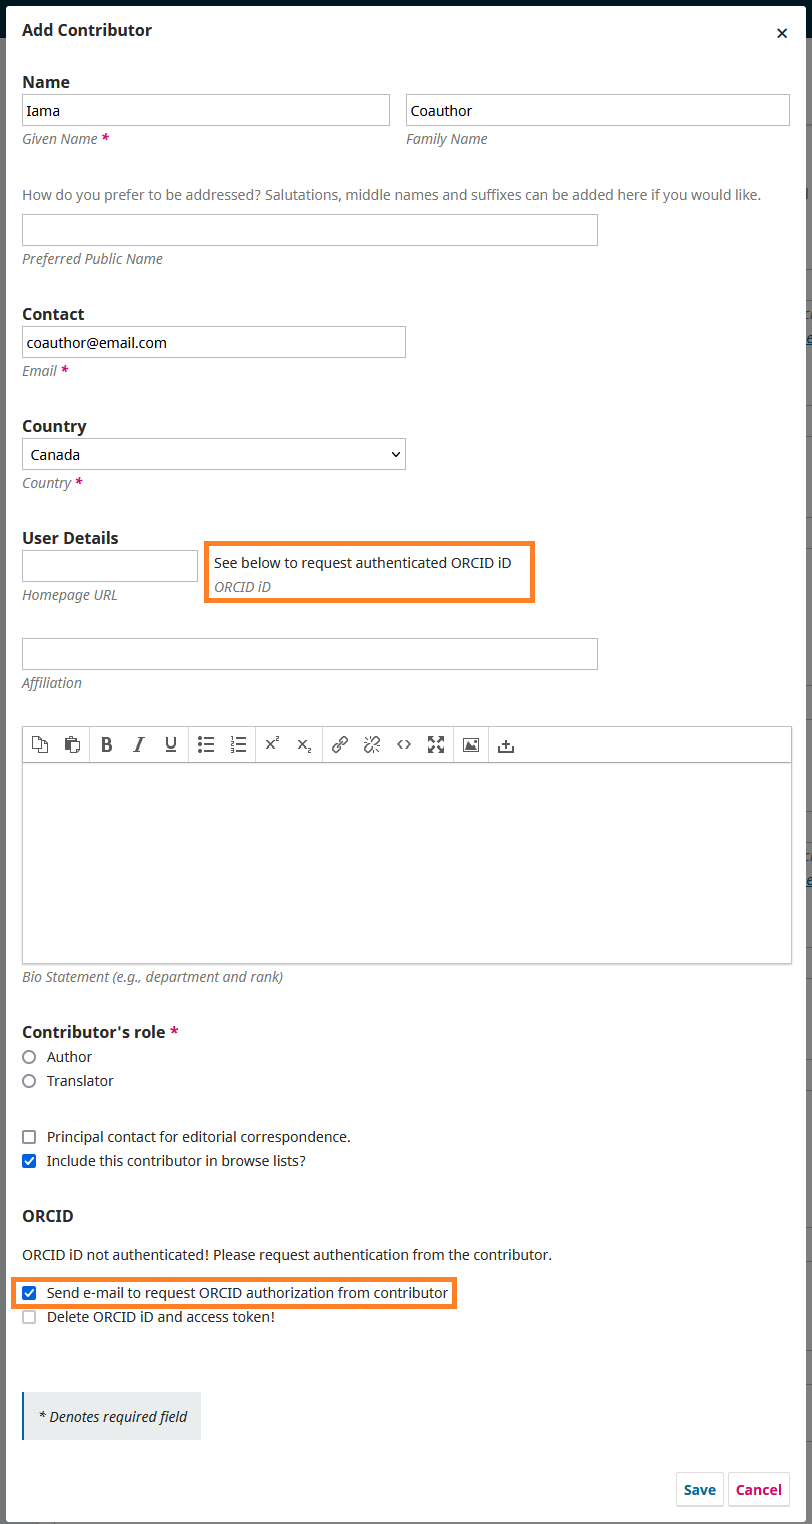 Add Contributor
×
Name
Iama
Coauthor
Given Name *
Family Name
How do you prefer to be addressed? Salutations, middle names and suffixes can be added here if you would like.
Preferred Public Name
Contact
coauthor@email.com
Email *
Country
Canada
Country *
User Details
See below to request authenticated ORCID iD
Homepage URL
ORCID iD
Affiliation
B I U
Bio Statement (e.g., department and rank)
Contributor's role *
Author
Translator
Principal contact for editorial correspondence.
Include this contributor in browse lists?
ORCID
ORCID iD not authenticated! Please request authentication from the contributor.
Send e-mail to request ORCID authorization from contributor
Delete ORCID iD and access token!
* Denotes required field
Save Cancel